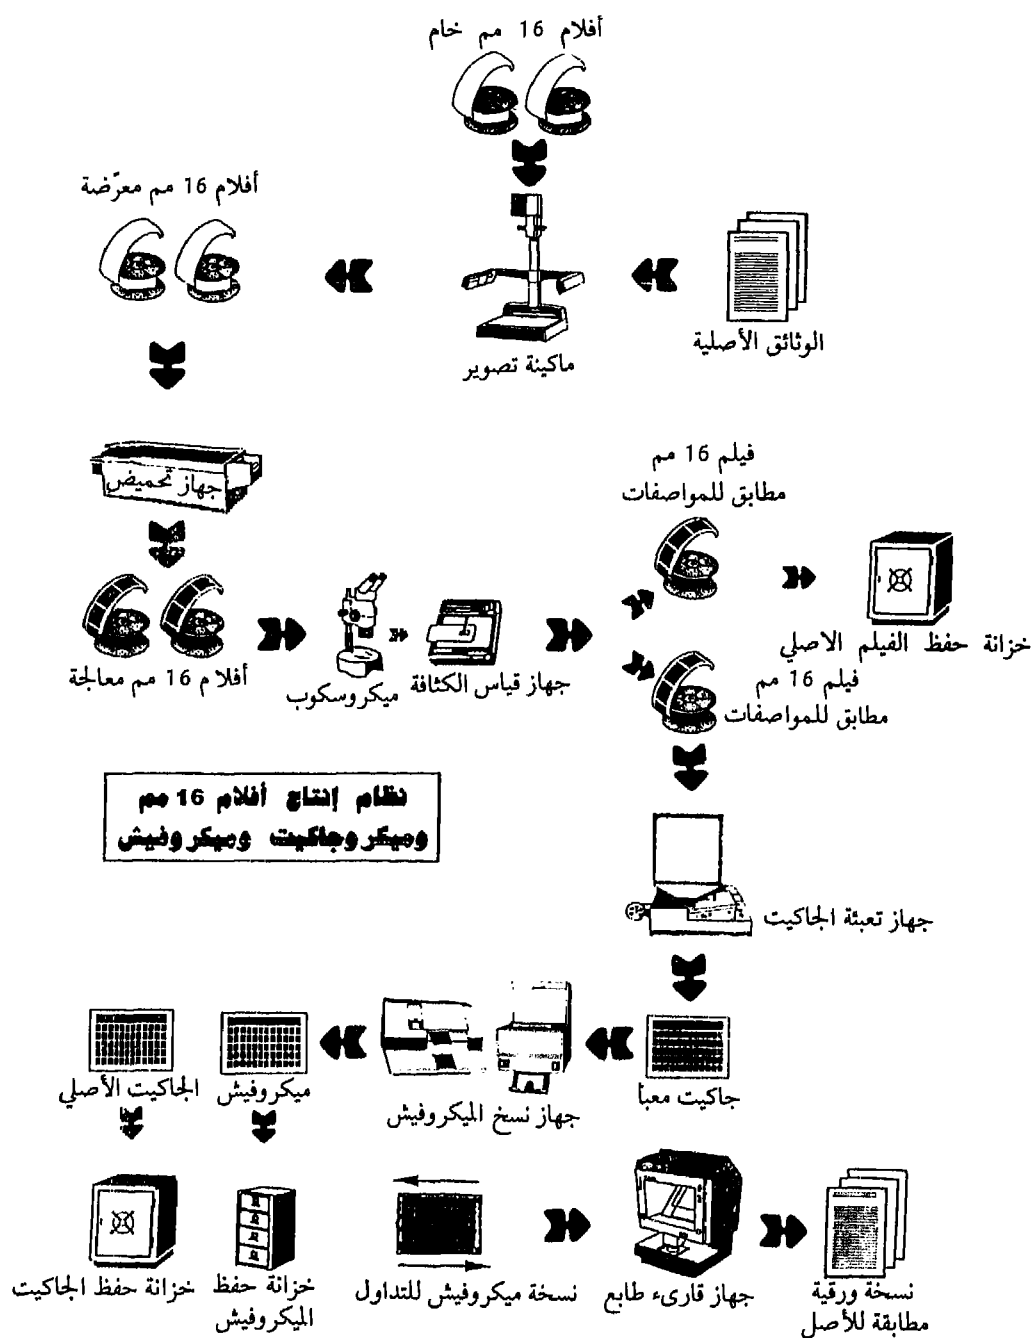 أفلام 16 مم خام
أفلام 16 مم معرّضة
الوثائق الأصلية
ماكينة تصوير
جهاز تحميض
فيلم 16 مم
مطابق للمواصفات
خزانة حفظ الفيلم الاصلي
أفلام 16 مم معالجة
ميكروسكوب
جهاز قياس الكثافة
فيلم 16 مم
مطابق للمواصفات
نظام إنتاج أفلام 16 مم
وميكروجاكيت وميكروفيش
جهاز تعبئة الجاكيت
جاكيت معبأ
جهاز نسخ الميكروفيش
ميكروفيش
الجاكيت الأصلي
خزانة حفظ الجاكيت
خزانة حفظ
الميكروفيش
نسخة ميكروفيش للتداول
جهاز قارىء طابع
نسخة ورقية
مطابقة للأصل